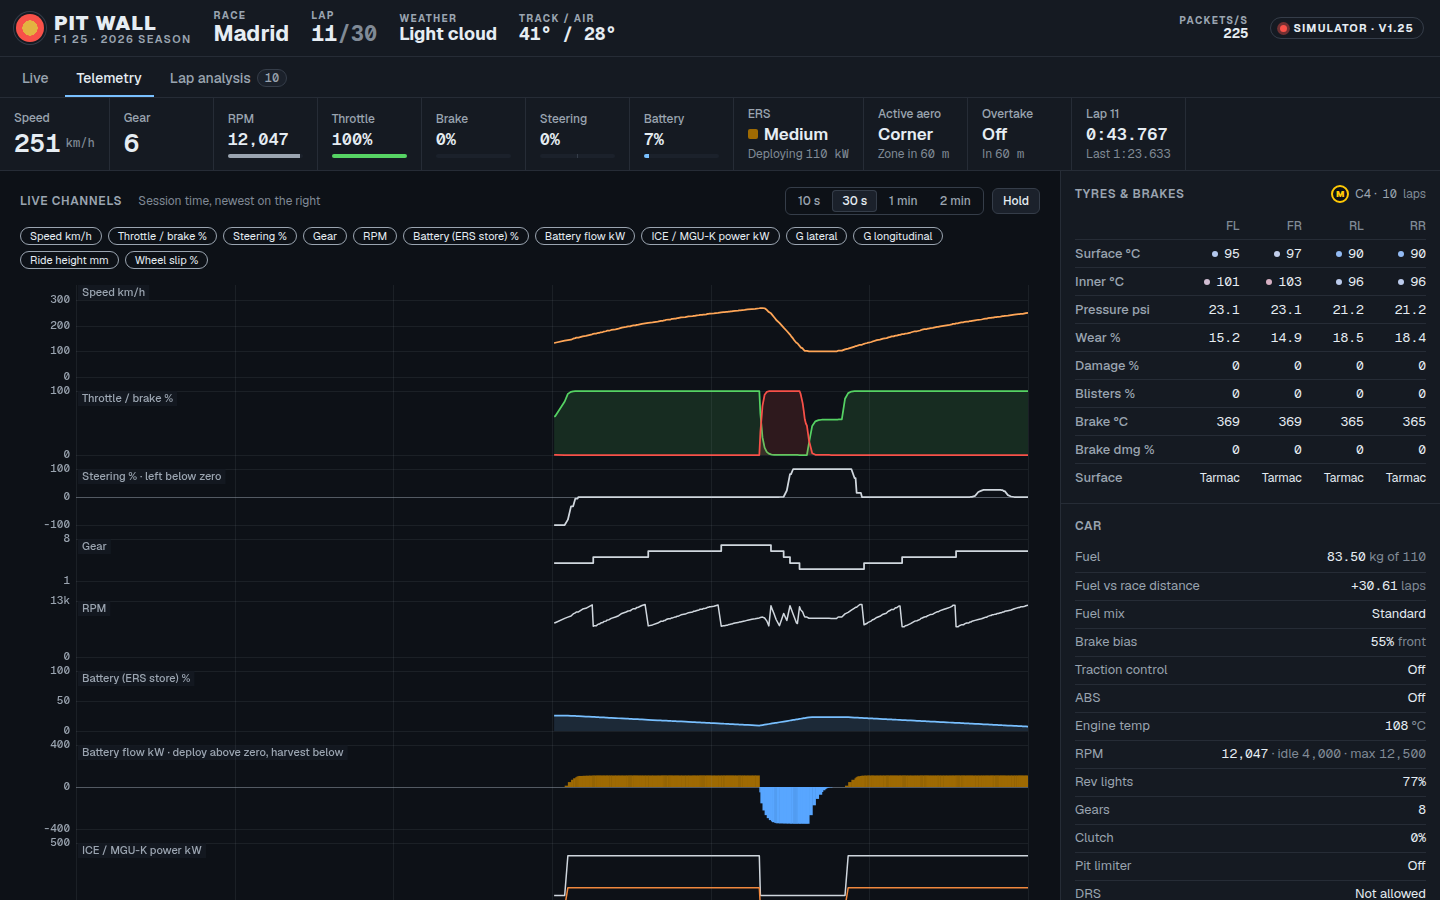 PIT WALL
F1 25 · 2026 SEASON
RACE
Madrid
LAP
11/30
WEATHER
Light cloud
TRACK / AIR
41° / 28°
PACKETS/S
225
SIMULATOR · V1.25
Live
Telemetry
Lap analysis 10
Speed
251 km/h
Gear
6
RPM
12,047
Throttle
100%
Brake
0%
Steering
0%
Battery
7%
ERS
Medium
Deploying 110 kW
Active aero
Corner
Zone in 60 m
Overtake
Off
In 60 m
Lap 11
0:43.767
Last 1:23.633
LIVE CHANNELS Session time, newest on the right
10 s 30 s 1 min 2 min Hold
Speed km/h Throttle / brake % Steering % Gear RPM Battery (ERS store) % Battery flow kW ICE / MGU-K power kW G lateral G longitudinal
Ride height mm Wheel slip %
Speed km/h
300
200
100
0
Throttle / brake %
100
0
Steering % · left below zero
100
0
-100
Gear
8
1
RPM
13k
0
Battery (ERS store) %
100
50
0
Battery flow kW · deploy above zero, harvest below
400
0
-400
ICE / MGU-K power kW
500
TYRES & BRAKES M C4 · 10 laps
FL FR RL RR
Surface °C 95 97 90 90
Inner °C 101 103 96 96
Pressure psi 23.1 23.1 21.2 21.2
Wear % 15.2 14.9 18.5 18.4
Damage % 0 0 0 0
Blisters % 0 0 0 0
Brake °C 369 369 365 365
Brake dmg % 0 0 0 0
Surface Tarmac Tarmac Tarmac Tarmac
CAR
Fuel 83.50 kg of 110
Fuel vs race distance +30.61 laps
Fuel mix Standard
Brake bias 55% front
Traction control Off
ABS Off
Engine temp 108 °C
RPM 12,047 · idle 4,000 · max 12,500
Rev lights 77%
Gears 8
Clutch 0%
Pit limiter Off
DRS Not allowed